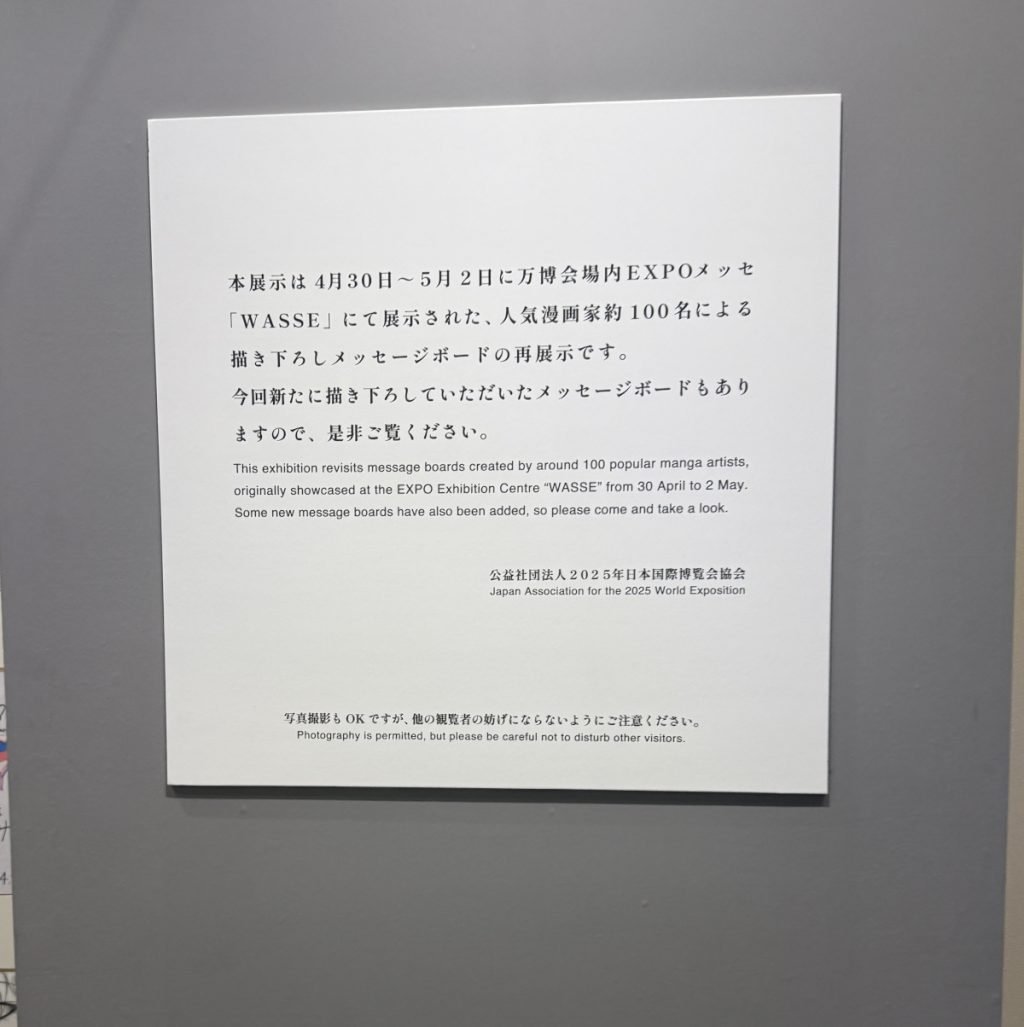 本展示は 4月30日～5月2日に万博会場内EXPOメッセ
「WASSE」にて展示された、人気漫画家約100名による
描き下ろしメッセージボードの再展示です。
今回新たに描き下ろしていただいたメッセージボードもあり
ますので、是非ご覧ください。
This exhibition revisits message boards created by around 100 popular manga artists,
originally showcased at the EXPO Exhibition Centre “WASSE” from 30 April to 2 May.
Some new message boards have also been added, so please come and take a look.
公益社団法人2025年日本国際博覧会協会
Japan Association for the 2025 World Exposition
写真撮影も OK ですが、他の観覧者の妨げにならないようにご注意ください。
Photography is permitted, but please be careful not to disturb other visitors.